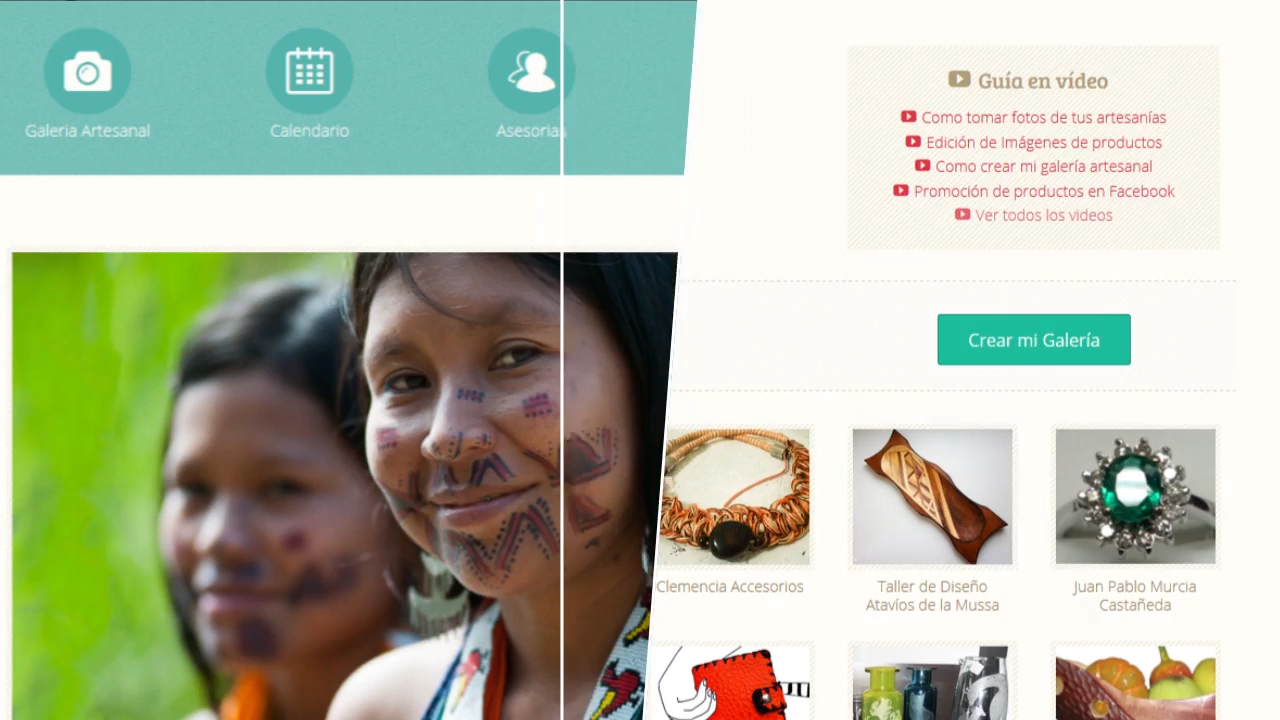 Galeria Artesanal
Calendario
Asesorias
Guía en vídeo
Como tomar fotos de tus artesanías
Edición de Imágenes de productos
Como crear mi galería artesanal
Promoción de productos en Facebook
Ver todos los videos
Crear mi Galería
Clemencia Accesorios
Taller de Diseño
Atavíos de la Mussa
Juan Pablo Murcia
Castañeda